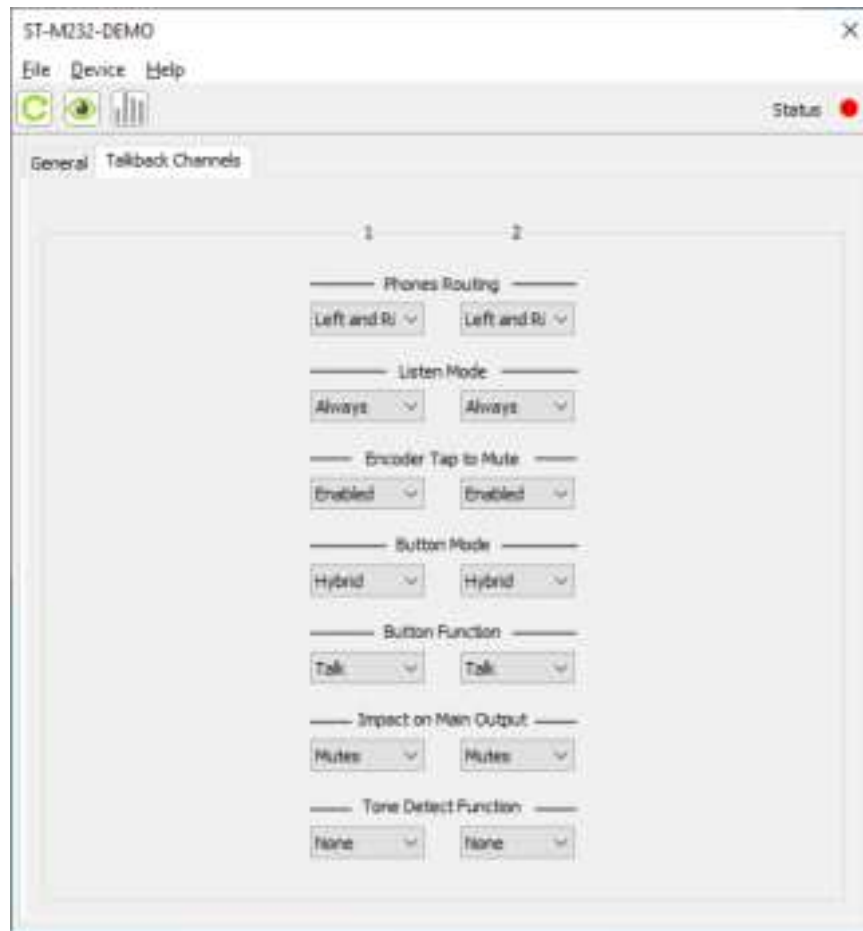 ST-M232-DEMO
File Device Help
Status
General Talkback Channels
1 2
Phones Routing
Left and Ri Left and Ri
Listen Mode
Always Always
Encoder Tap to Mute
Enabled Enabled
Button Mode
Hybrid Hybrid
Button Function
Talk Talk
Impact on Main Output
Mutes Mutes
Tone Detect Function
None None